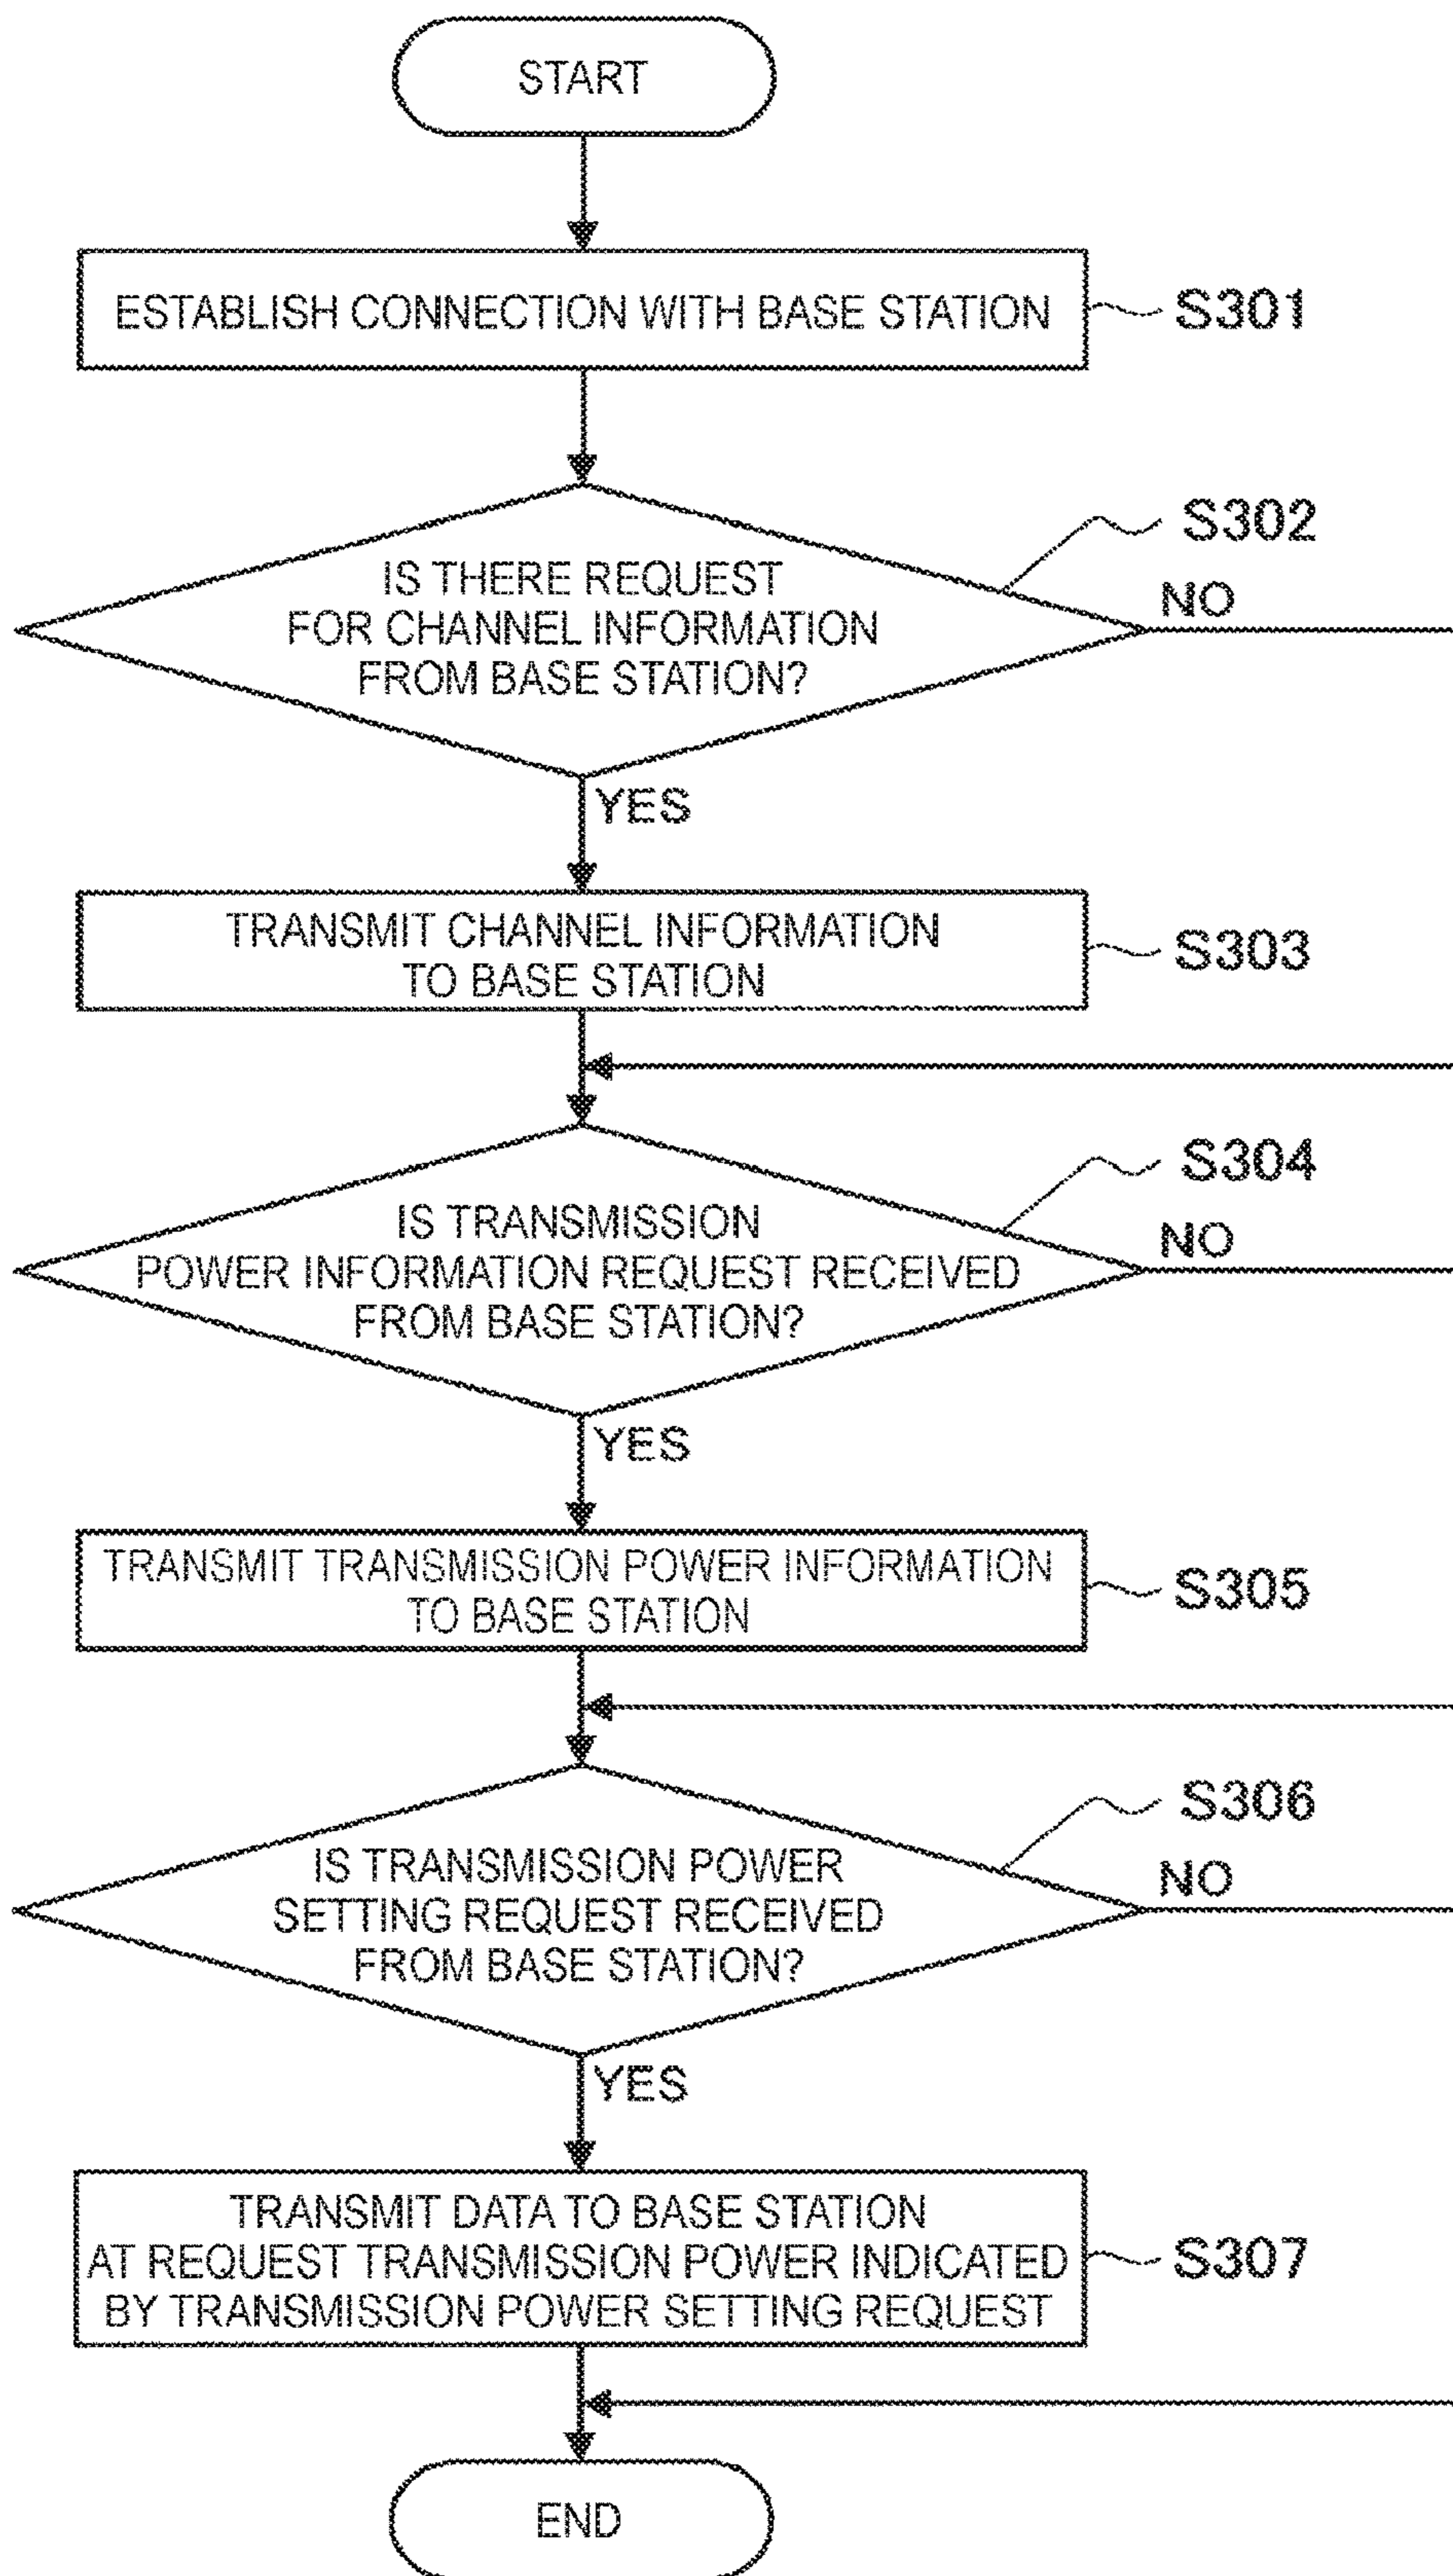 START
ESTABLISH CONNECTION WITH BASE STATION
S301
S302
IS THERE REQUEST
FOR CHANNEL INFORMATION
FROM BASE STATION?
NO
YES
TRANSMIT CHANNEL INFORMATION
TO BASE STATION
S303
S304
IS TRANSMISSION
POWER INFORMATION REQUEST RECEIVED
FROM BASE STATION?
NO
YES
TRANSMIT TRANSMISSION POWER INFORMATION
TO BASE STATION
S305
S306
IS TRANSMISSION POWER
SETTING REQUEST RECEIVED
FROM BASE STATION?
NO
YES
TRANSMIT DATA TO BASE STATION
AT REQUEST TRANSMISSION POWER INDICATED
BY TRANSMISSION POWER SETTING REQUEST
S307
END